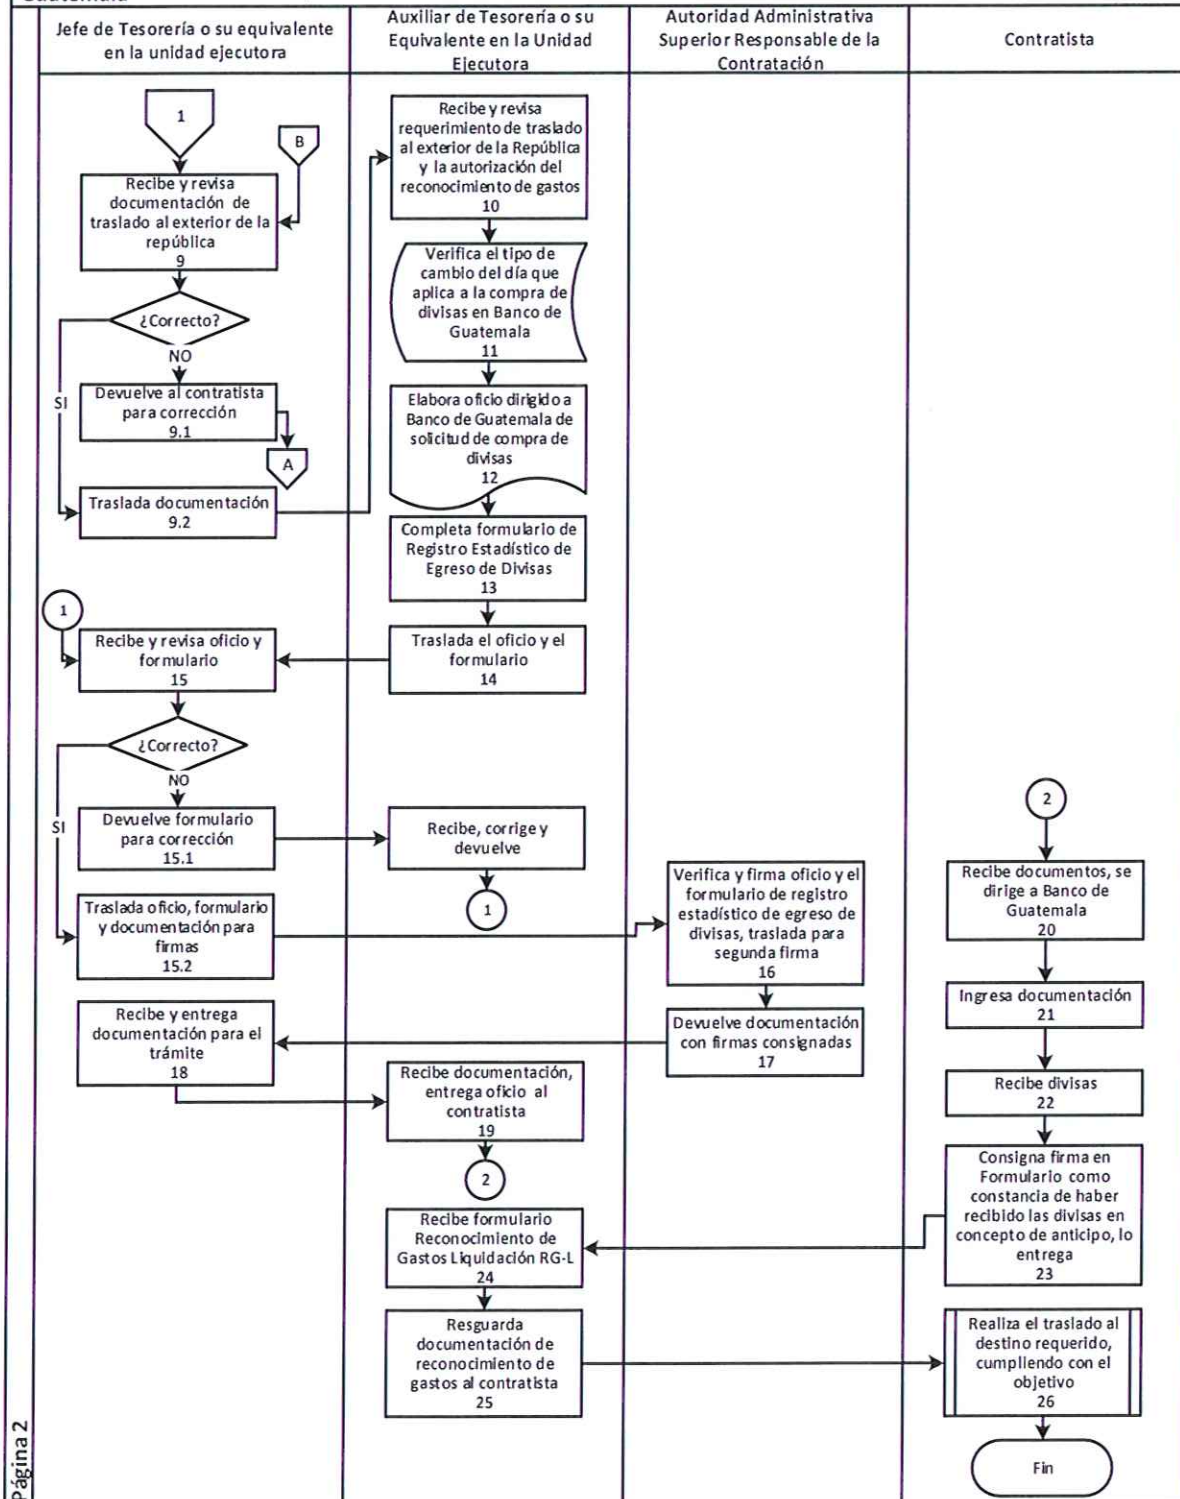 Guatemala
Jefe de Tesorería o su equivalente
en la unidad ejecutora
Auxiliar de Tesorería o su
Equivalente en la Unidad
Ejecutora
Autoridad Administrativa
Superior Responsable de la
Contratación
Contratista
1
B
Recibe y revisa
documentación de
traslado al exterior de la
república
9
¿Correcto?
NO
SI
Devuelve al contratista
para corrección
9.1
A
Traslada documentación
9.2
Recibe y revisa
requerimiento de traslado
al exterior de la República
y la autorización del
reconocimiento de gastos
10
Verifica el tipo de
cambio del día que
aplica a la compra de
divisas en Banco de
Guatemala
11
Elabora oficio dirigido a
Banco de Guatemala de
solicitud de compra de
divisas
12
Completa formulario de
Registro Estadístico de
Egreso de Divisas
13
Traslada el oficio y el
formulario
14
1
Recibe y revisa oficio y
formulario
15
¿Correcto?
NO
SI
Devuelve formulario
para corrección
15.1
Recibe, corrige y
devuelve
1
Traslada oficio, formulario
y documentación para
firmas
15.2
Verifica y firma oficio y el
formulario de registro
estadístico de egreso de
divisas, traslada para
segunda firma
16
Devuelve documentación
con firmas consignadas
17
Recibe y entrega
documentación para el
trámite
18
Recibe documentación,
entrega oficio al
contratista
19
2
2
Recibe documentos, se
dirige a Banco de
Guatemala
20
Ingresa documentación
21
Recibe divisas
22
Consigna firma en
Formulario como
constancia de haber
recibido las divisas en
concepto de anticipo, lo
entrega
23
Recibe formulario
Reconocimiento de
Gastos Liquidación RG-L
24
Resguarda
documentación de
reconocimiento de
gastos al contratista
25
Realiza el traslado al
destino requerido,
cumpliendo con el
objetivo
26
Fin
Página 2